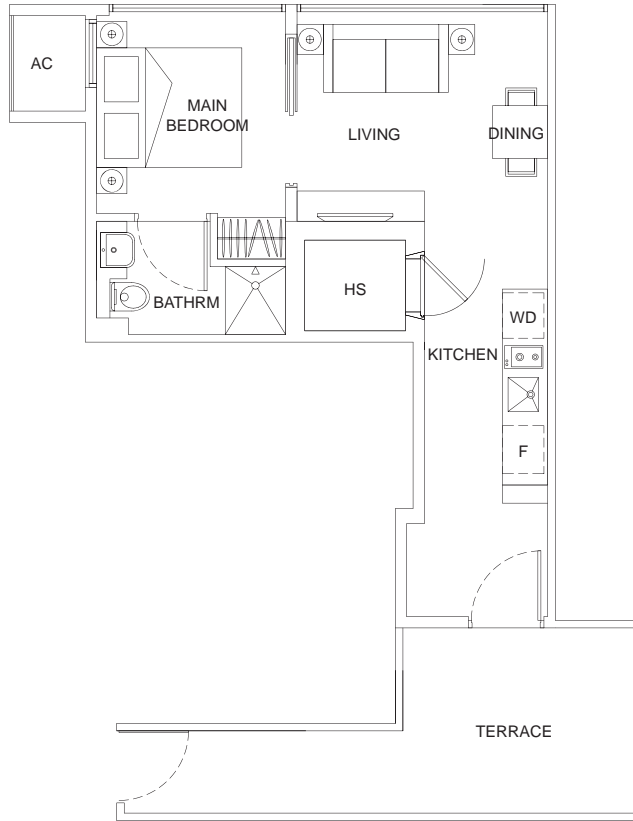 AC
MAIN
BEDROOM
LIVING
DINING
BATHRM
HS
WD
KITCHEN
F
TERRACE